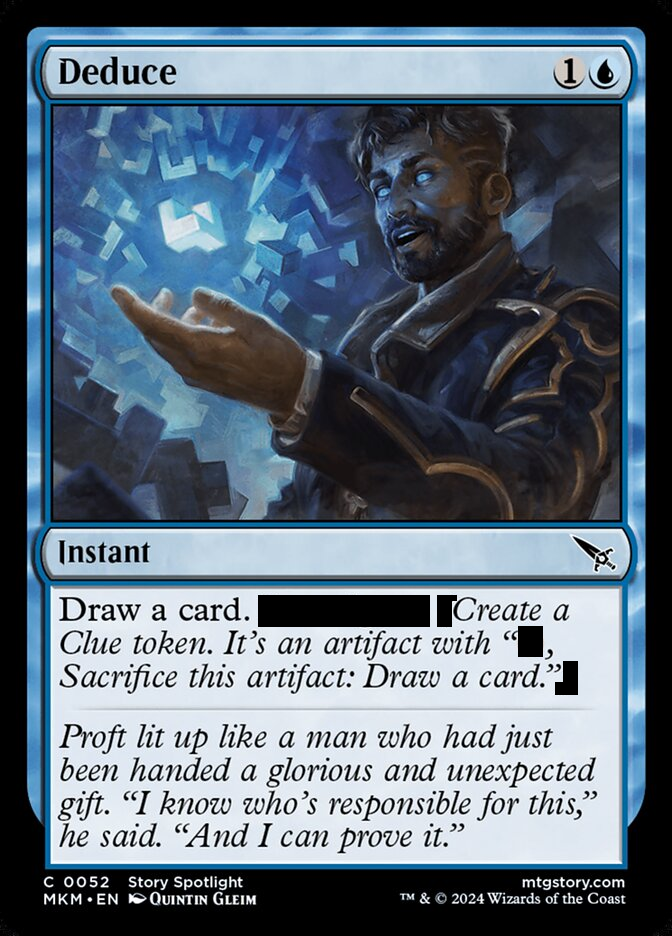 Deduce 1
Instant
Draw a card. Create a
Clue token. It's an artifact with “ ,
Sacrifice this artifact: Draw a card.”
Proft lit up like a man who had just
been handed a glorious and unexpected
gift. “I know who's responsible for this,”
he said. “And I can prove it.”
C 0052 Story Spotlight mtgstory.com
MKM • EN Quintin Gleim ™ & © 2024 Wizards of the Coast